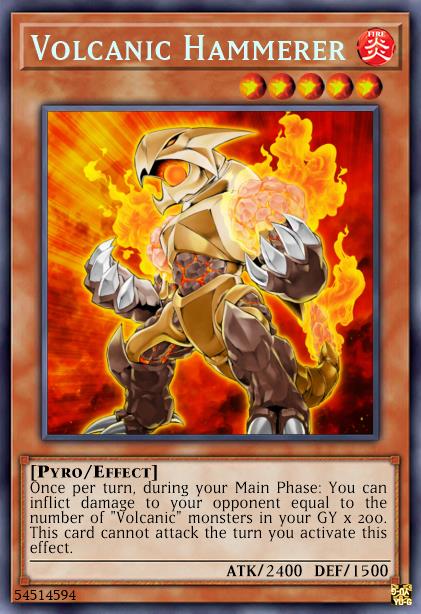 Volcanic Hammerer
FIRE
炎
[Pyro/Effect]
Once per turn, during your Main Phase: You can
inflict damage to your opponent equal to the
number of "Volcanic" monsters in your GY x 200.
This card cannot attack the turn you activate this
effect.
ATK/2400 DEF/1500
54514594